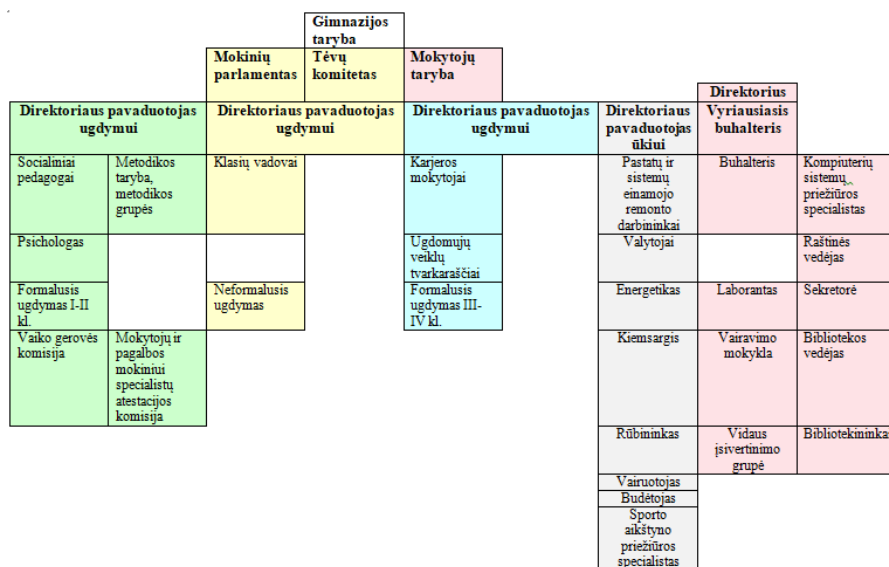 Gimnazijos
taryba
Mokinių
parlamentas
Tėvų
komitetas
Mokytojų
taryba
Direktorius
Direktoriaus pavaduotojas
ugdymui
Direktoriaus pavaduotojas
ugdymui
Direktoriaus pavaduotojas
ugdymui
Direktoriaus
pavaduotojas
ūkiui
Vyriausiasis
buhalteris
Socialiniai
pedagogai
Metodikos
taryba,
metodikos
grupės
Klasių vadovai
Karjeros
mokytojai
Pastatų ir
sistemų
einamojo
remonto
darbininkai
Buhalteris
Kompiuterių
sistemų
priežiūros
specialistas
Psichologas
Ugdomųjų
veiklų
tvarkaraščiai
Valytojai
Raštinės
vedėjas
Formalusis
ugdymas I-II
kl.
Neformalusis
ugdymas
Formalusis
ugdymas III-
IV kl.
Energetikas
Laborantas
Sekretorė
Vaiko gerovės
komisija
Mokytojų ir
pagalbos
mokiniui
specialistų
atestacijos
komisija
Kiemsargis
Vairavimo
mokykla
Bibliotekos
vedėjas
Rūbininkas
Vidaus
įsivertinimo
grupė
Bibliotekininkas
Vairuotojas
Budėtojas
Sporto
aikštyno
priežiūros
specialistas